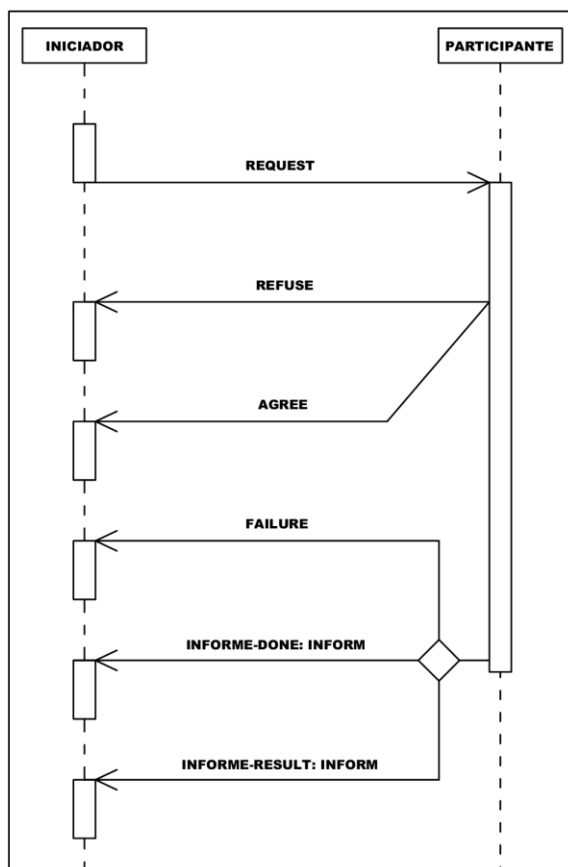 INICIADOR
PARTICIPANTE
REQUEST
REFUSE
AGREE
FAILURE
INFORME-DONE: INFORM
INFORME-RESULT: INFORM